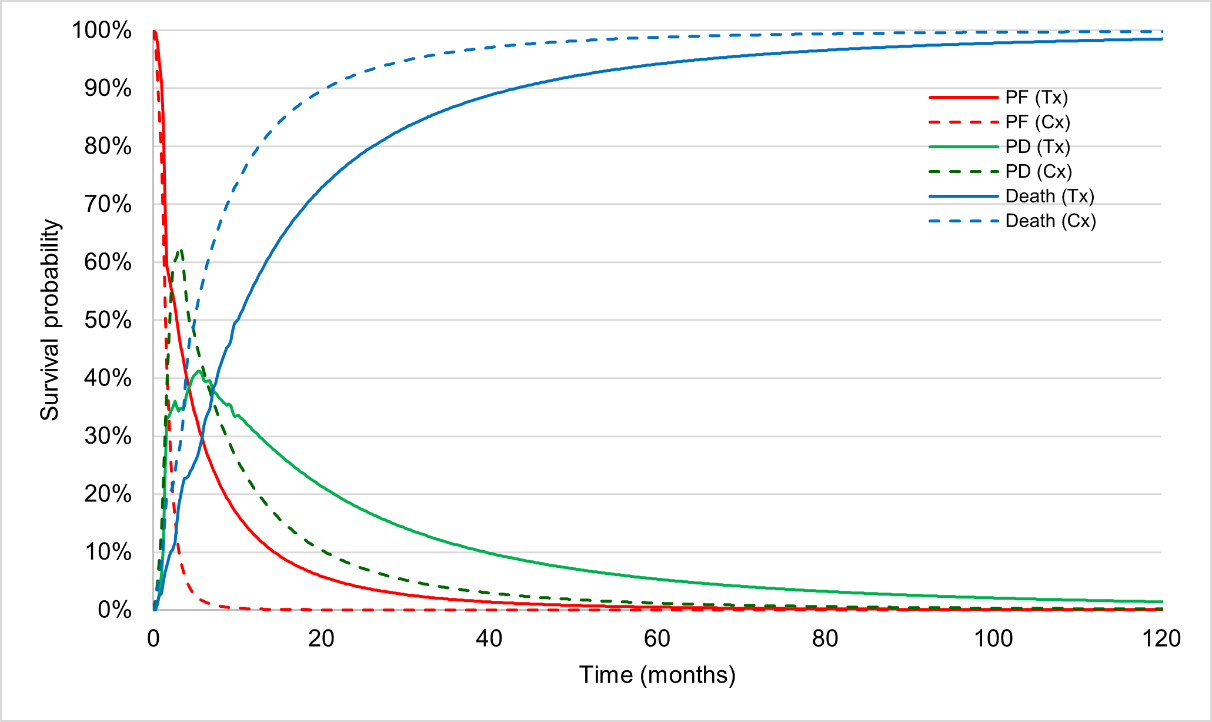 100%
90%
80%
70%
60%
50%
40%
30%
20%
10%
0%
Survival probability
0 20 40 60 80 100 120
Time (months)
PF (Tx)
PF (Cx)
PD (Tx)
PD (Cx)
Death (Tx)
Death (Cx)